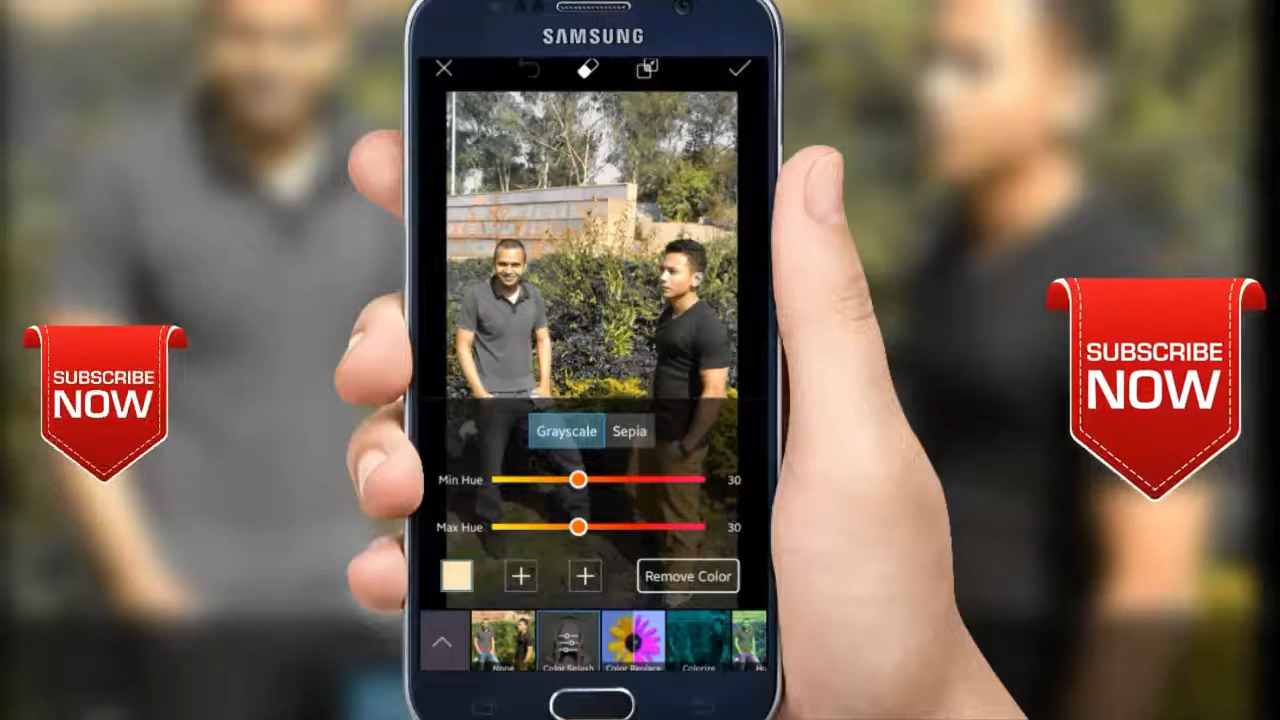 SAMSUNG
SUBSCRIBE
NOW
SUBSCRIBE
NOW
Grayscale Sepia
Min Hue 30
Max Hue 30
Remove Color
None Color Splash Color Replace Colorize Hu